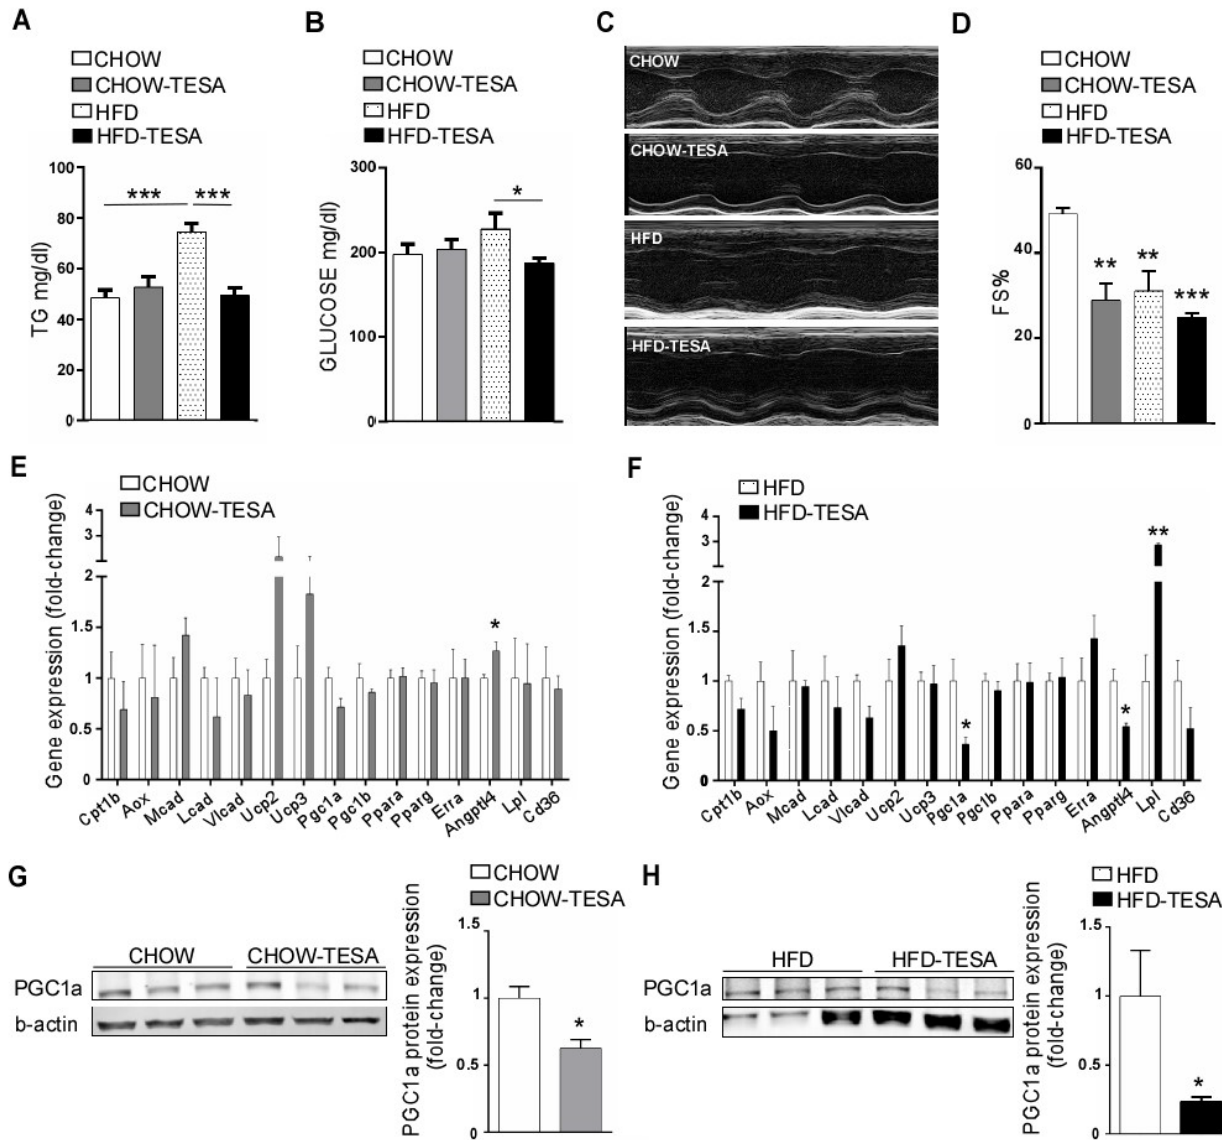 A
CHOW
CHOW-TESA
HFD
HFD-TESA
TG mg/dl
100
80
60
40
20
0
*** ***
B
CHOW
CHOW-TESA
HFD
HFD-TESA
GLUCOSE mg/dl
300
200
100
0
*
C
CHOW
CHOW-TESA
HFD
HFD-TESA
D
CHOW
CHOW-TESA
HFD
HFD-TESA
FS%
60
40
20
0
** ** ***
E
CHOW
CHOW-TESA
Gene expression (fold-change)
4
3
2
1.5
1
0.5
0
*
Cpt1b Aox Mcad Lcad Vlcad Ucp2 Ucp3 Pgc1a Pgc1b Ppara Pparg Erra Angptl4 Lpl Cd36
F
HFD
HFD-TESA
Gene expression (fold-change)
4
3
2
1.5
1
0.5
0
* * **
Cpt1b Aox Mcad Lcad Vlcad Ucp2 Ucp3 Pgc1a Pgc1b Ppara Pparg Erra Angptl4 Lpl Cd36
G
CHOW CHOW-TESA
PGC1a
b-actin
CHOW
CHOW-TESA
PGC1a protein expression
(fold-change)
1.5
1
0.5
0
*
H
HFD HFD-TESA
PGC1a
b-actin
HFD
HFD-TESA
PGC1a protein expression
(fold-change)
1.5
1
0.5
0
*